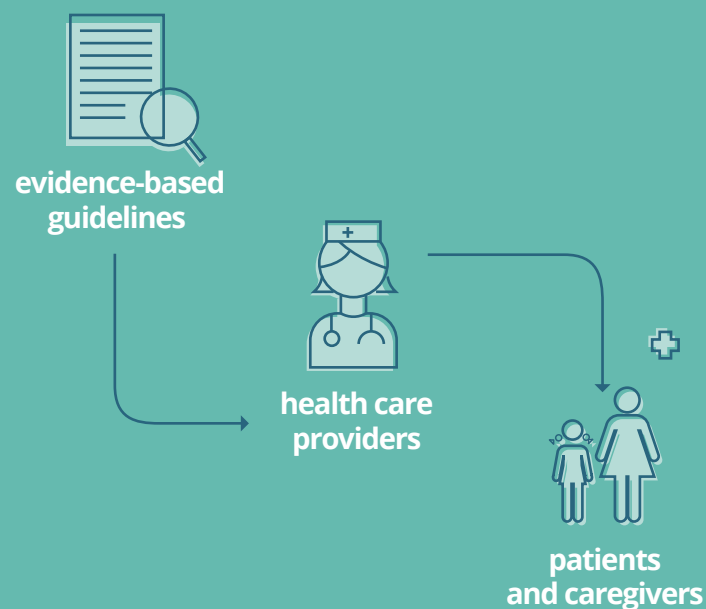 evidence-based
guidelines
health care
providers
patients
and caregivers